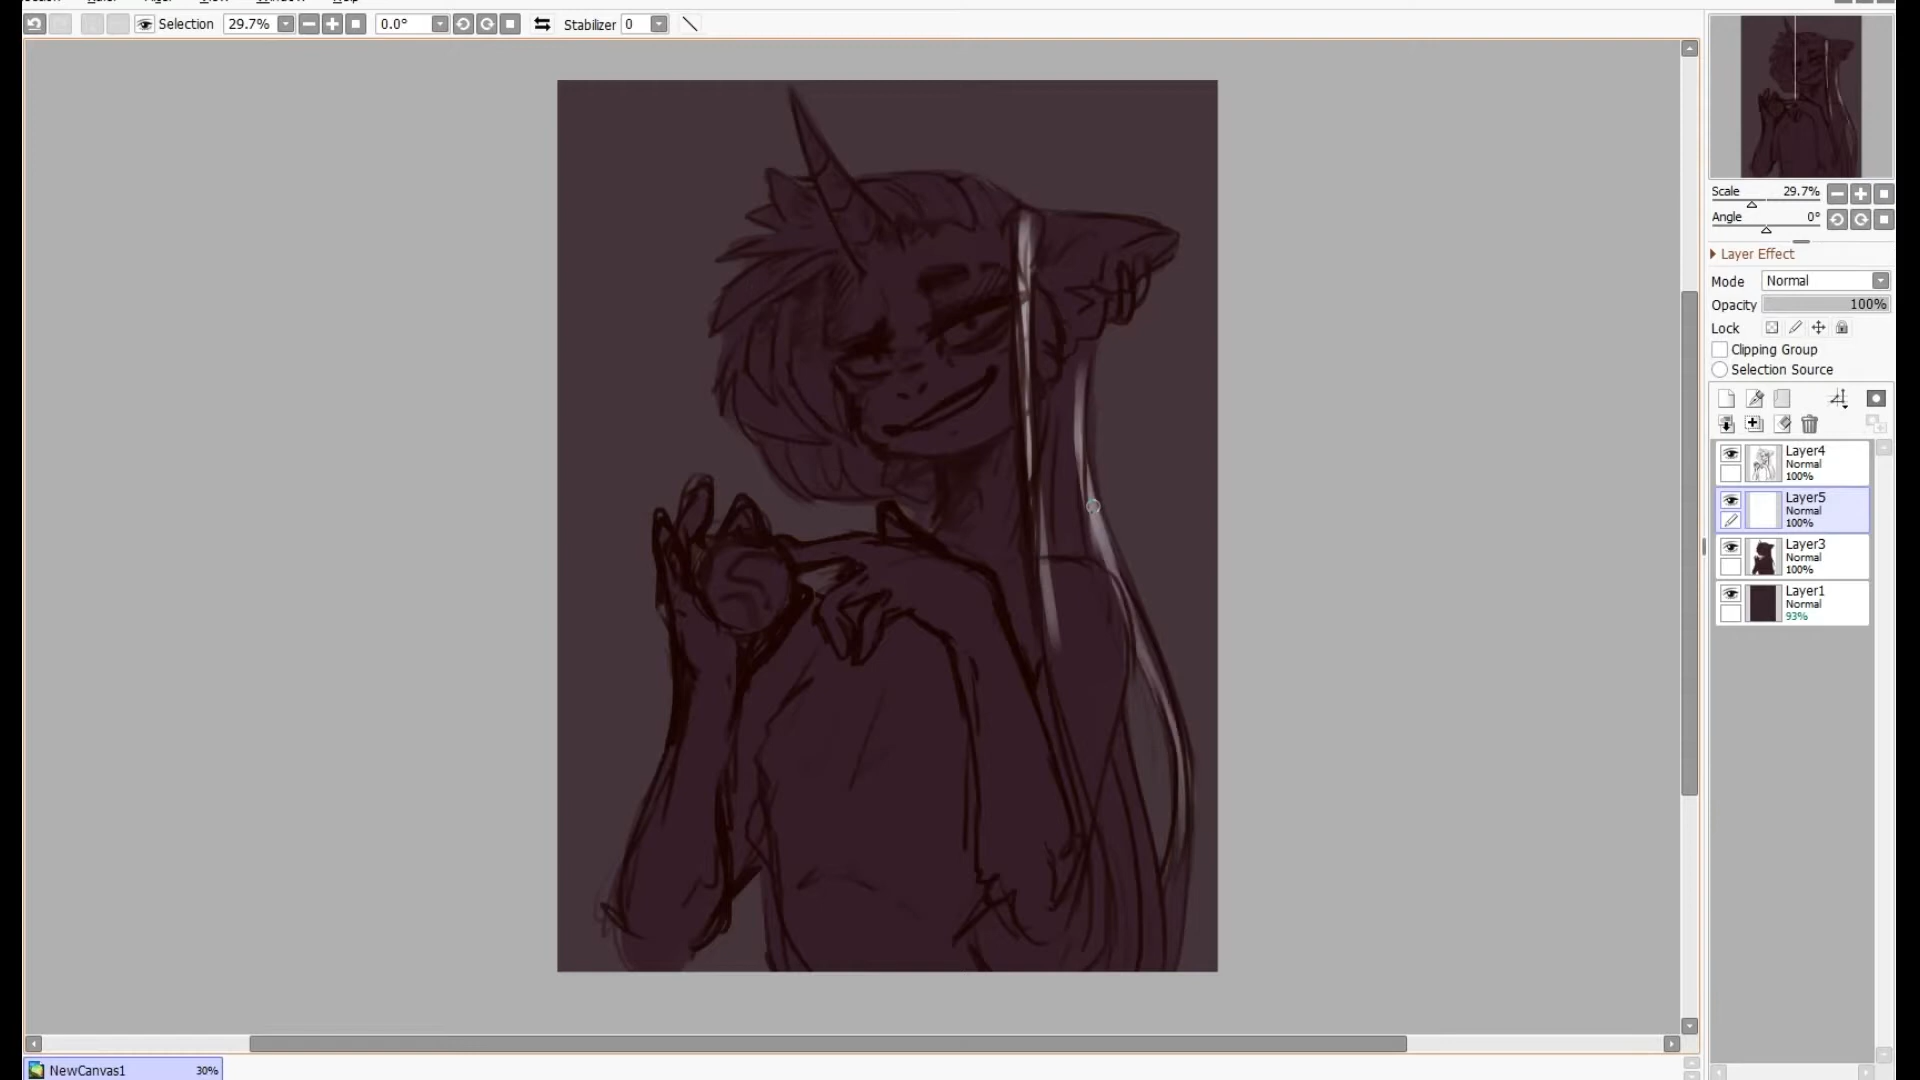 Selection 29.7% 0.0° Stabilizer 0
Scale 29.7%
Angle 0°
Layer Effect
Mode Normal
Opacity 100%
Lock
Clipping Group
Selection Source
Layer4
Normal
100%
Layer5
Normal
100%
Layer3
Normal
100%
Layer1
Normal
93%
NewCanvas1 30%